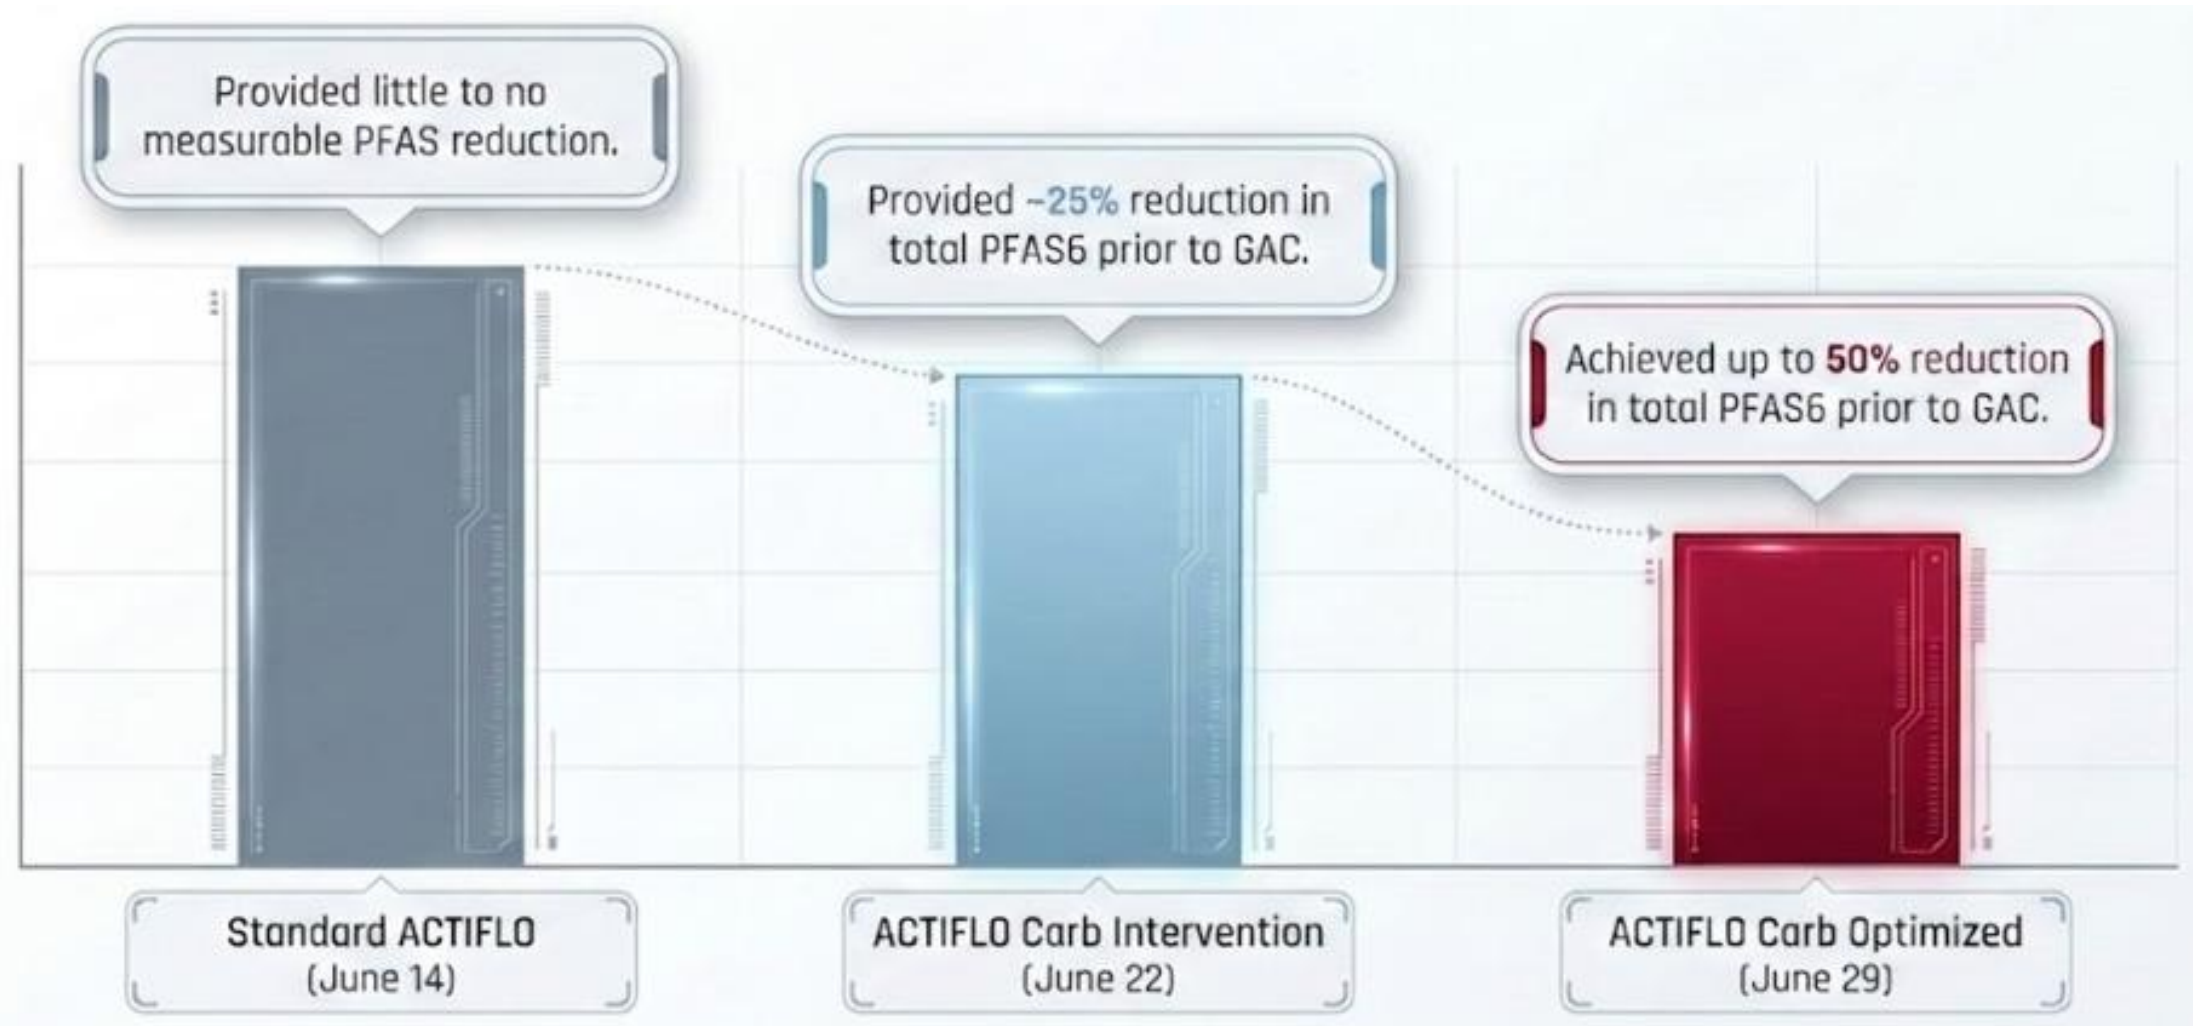 Provided little to no
measurable PFAS reduction.
Provided ~25% reduction in
total PFAS6 prior to GAC.
Achieved up to 50% reduction
in total PFAS6 prior to GAC.
Standard ACTIFLO
(June 14)
ACTIFLO Carb Intervention
(June 22)
ACTIFLO Carb Optimized
(June 29)